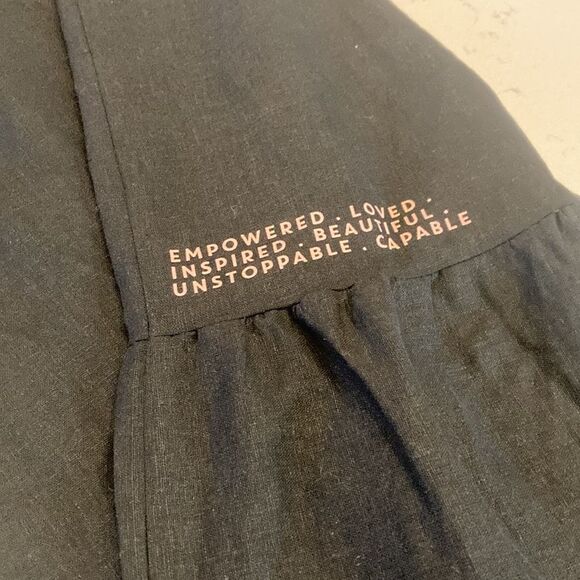 EMPOWERED · LOVED ·
INSPIRED · BEAUTIFUL ·
UNSTOPPABLE · CAPABLE